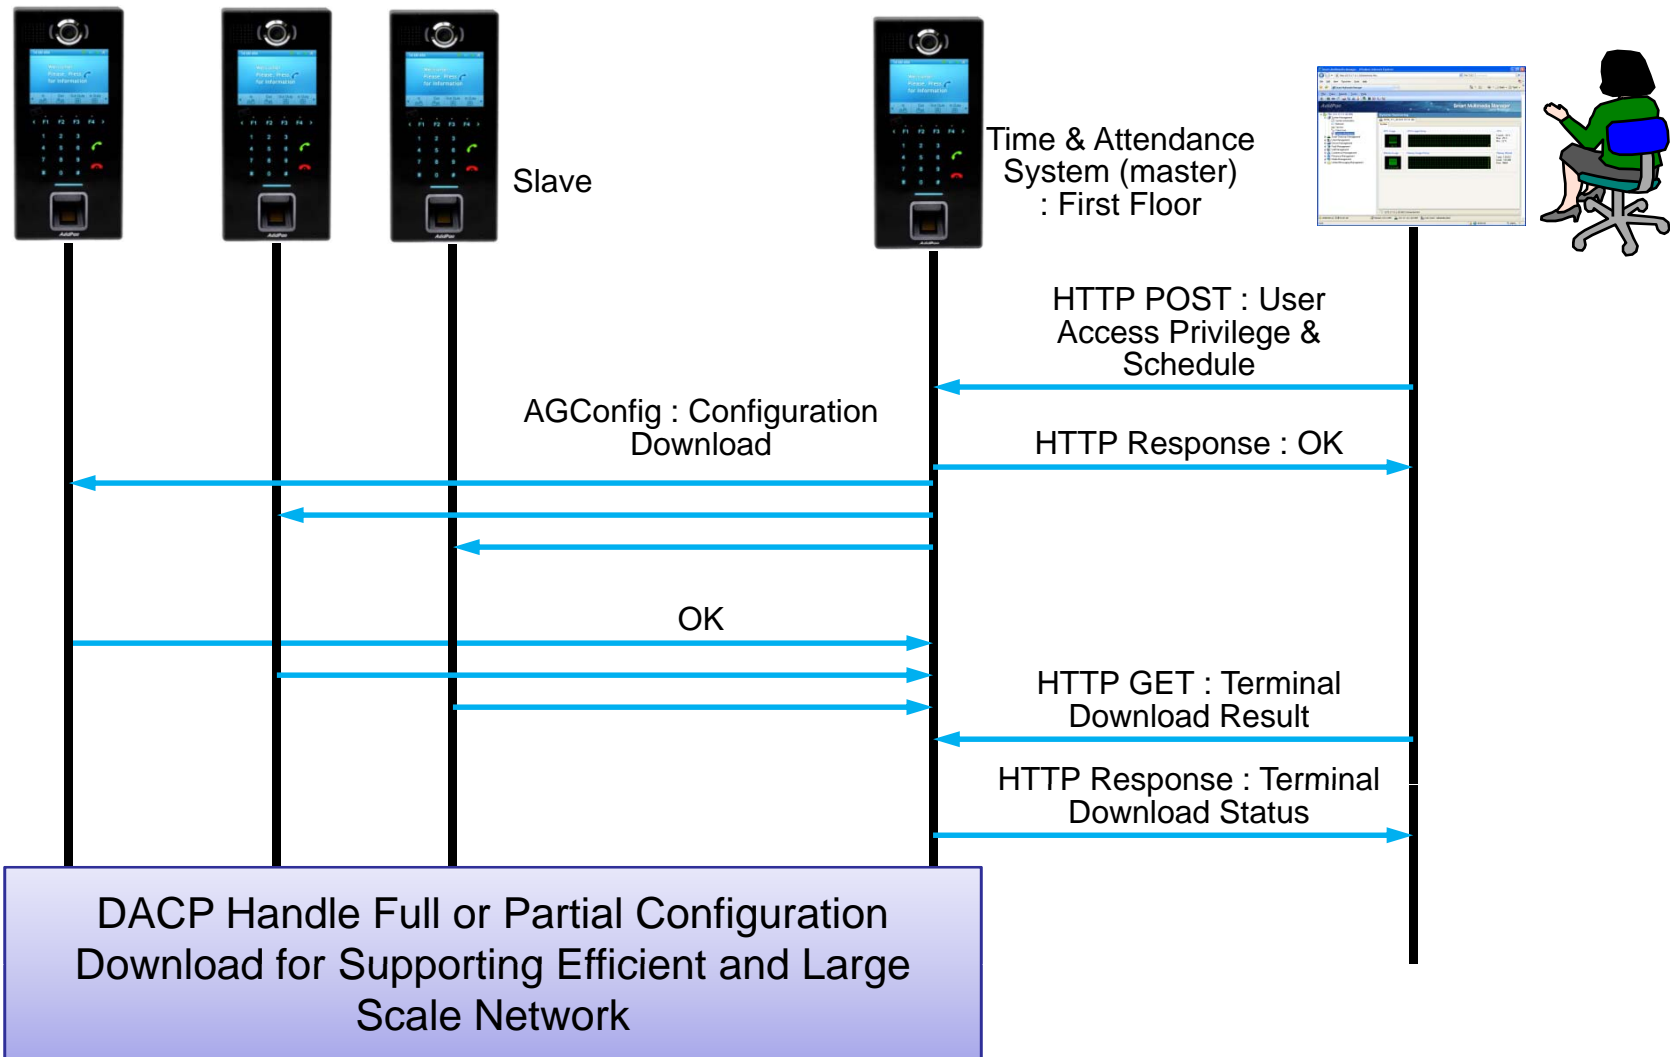 Slave
Time & Attendance
System (master)
: First Floor
HTTP POST : User
Access Privilege &
Schedule
AGConfig : Configuration
Download
HTTP Response : OK
OK
HTTP GET : Terminal
Download Result
HTTP Response : Terminal
Download Status
DACP Handle Full or Partial Configuration
Download for Supporting Efficient and Large
Scale Network